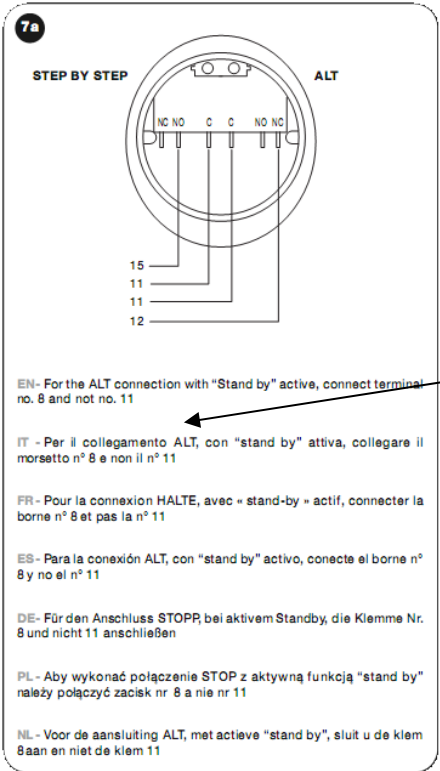 7a
STEP BY STEP
ALT
NC NO C C NO NC
15
11
11
12
EN- For the ALT connection with “Stand by” active, connect terminal
no. 8 and not no. 11
IT - Per il collegamento ALT, con “stand by” attiva, collegare il
morsetto n° 8 e non il n° 11
FR - Pour la connexion HALTE, avec « stand-by » actif, connecter la
borne n° 8 et pas la n° 11
ES- Para la conexión ALT, con “stand by” activo, conecte el borne n°
8 y no el n° 11
DE- Für den Anschluss STOPP, bei aktivem Standby, die Klemme Nr.
8 und nicht 11 anschließen
PL - Aby wykonać połączenie STOP z aktywną funkcją “stand by”
należy połączyć zacisk nr 8 a nie nr 11
NL - Voor de aansluiting ALT, met actieve “stand by”, sluit u de klem
8 aan en niet de klem 11